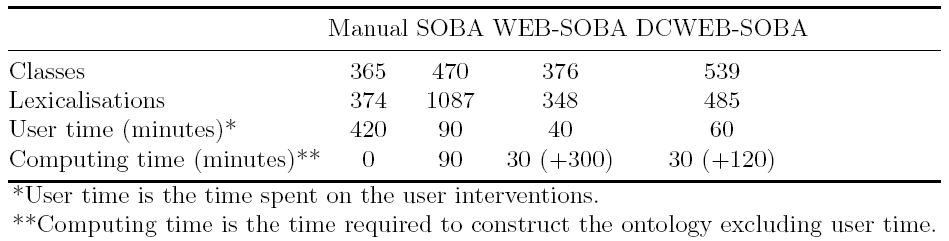 Manual SOBA WEB-SOBA DCWEB-SOBA
Classes 365 470 376 539
Lexicalisations 374 1087 348 485
User time (minutes)* 420 90 40 60
Computing time (minutes)** 0 90 30 (+300) 30 (+120)
*User time is the time spent on the user interventions.
**Computing time is the time required to construct the ontology excluding user time.